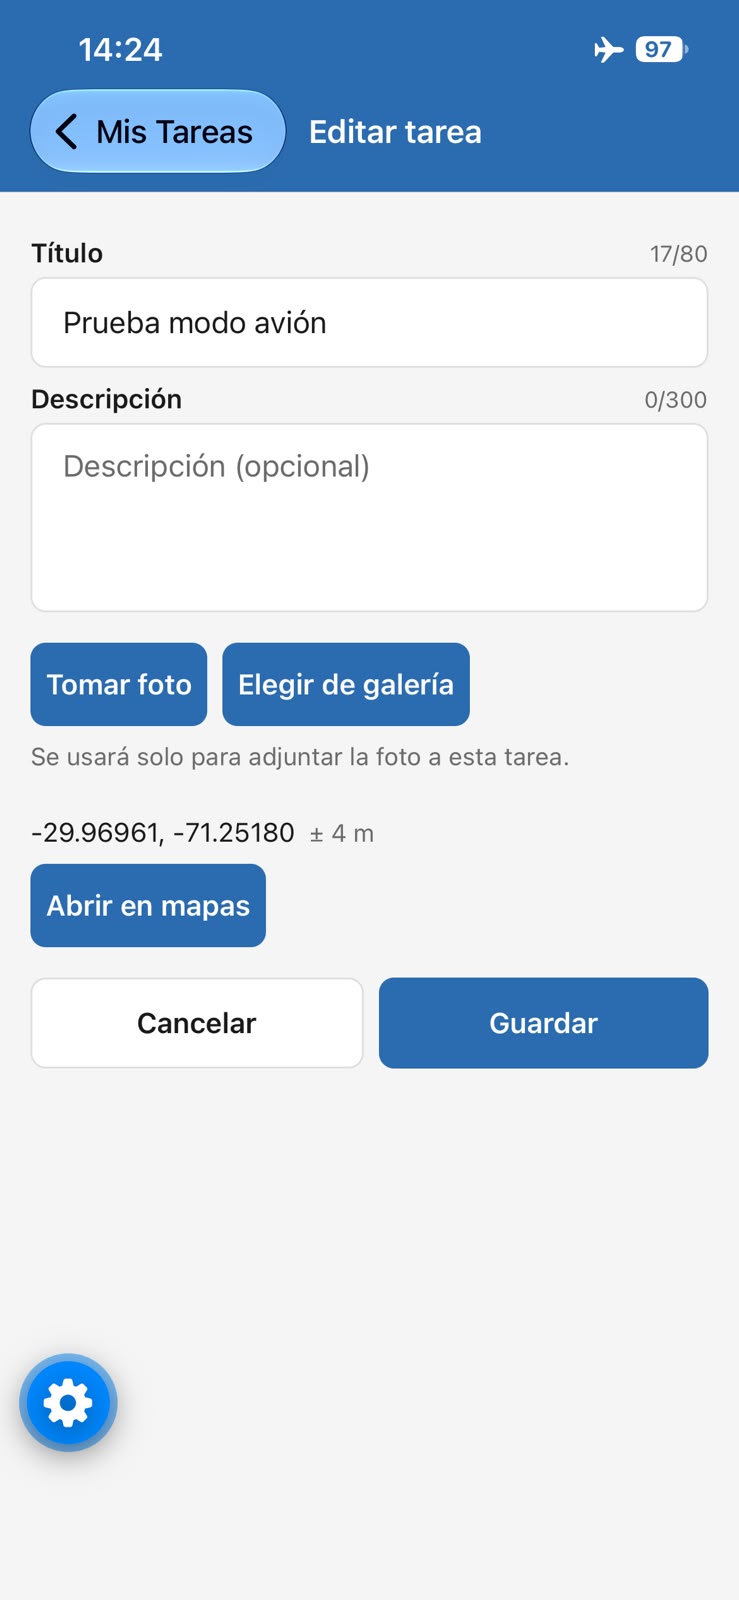 14:24
97
Mis Tareas
Editar tarea
Título
17/80
Prueba modo avión
Descripción
0/300
Descripción (opcional)
Tomar foto
Elegir de galería
Se usará solo para adjuntar la foto a esta tarea.
-29.96961, -71.25180 ± 4 m
Abrir en mapas
Cancelar
Guardar